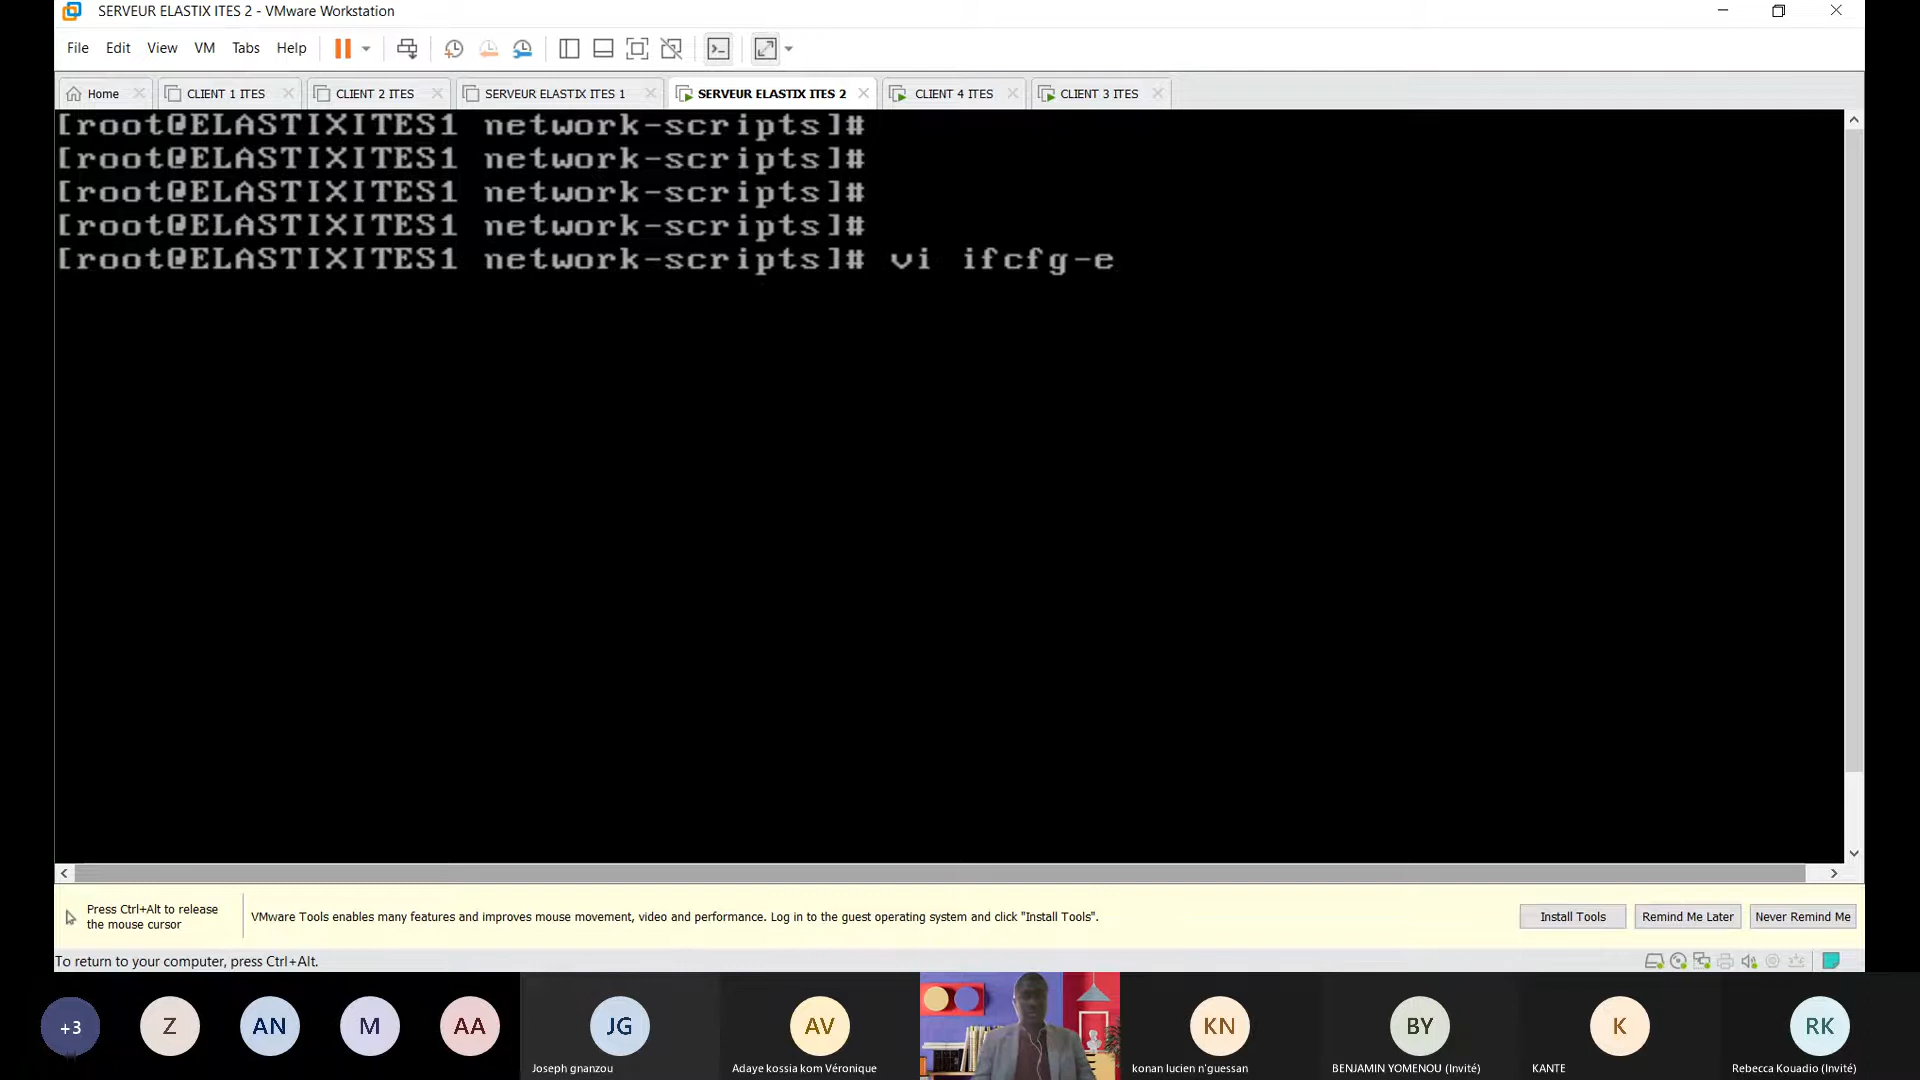 SERVEUR ELASTIX ITES 2 - VMware Workstation
File Edit View VM Tabs Help
Home CLIENT 1 ITES CLIENT 2 ITES SERVEUR ELASTIX ITES 1 SERVEUR ELASTIX ITES 2 CLIENT 4 ITES CLIENT 3 ITES
[root@ELASTIXITES1 network-scripts]#
[root@ELASTIXITES1 network-scripts]#
[root@ELASTIXITES1 network-scripts]#
[root@ELASTIXITES1 network-scripts]#
[root@ELASTIXITES1 network-scripts]# vi ifcfg-e
Press Ctrl+Alt to release
the mouse cursor
VMware Tools enables many features and improves mouse movement, video and performance. Log in to the guest operating system and click "Install Tools".
Install Tools Remind Me Later Never Remind Me
To return to your computer, press Ctrl+Alt.
+3 Z AN M AA JG AV KN BY K RK
Joseph gnanzou Adaye kossia kom Véronique konan lucien n'guessan BENJAMIN YOMENOU (Invité) KANTE Rebecca Kouadio (Invité)